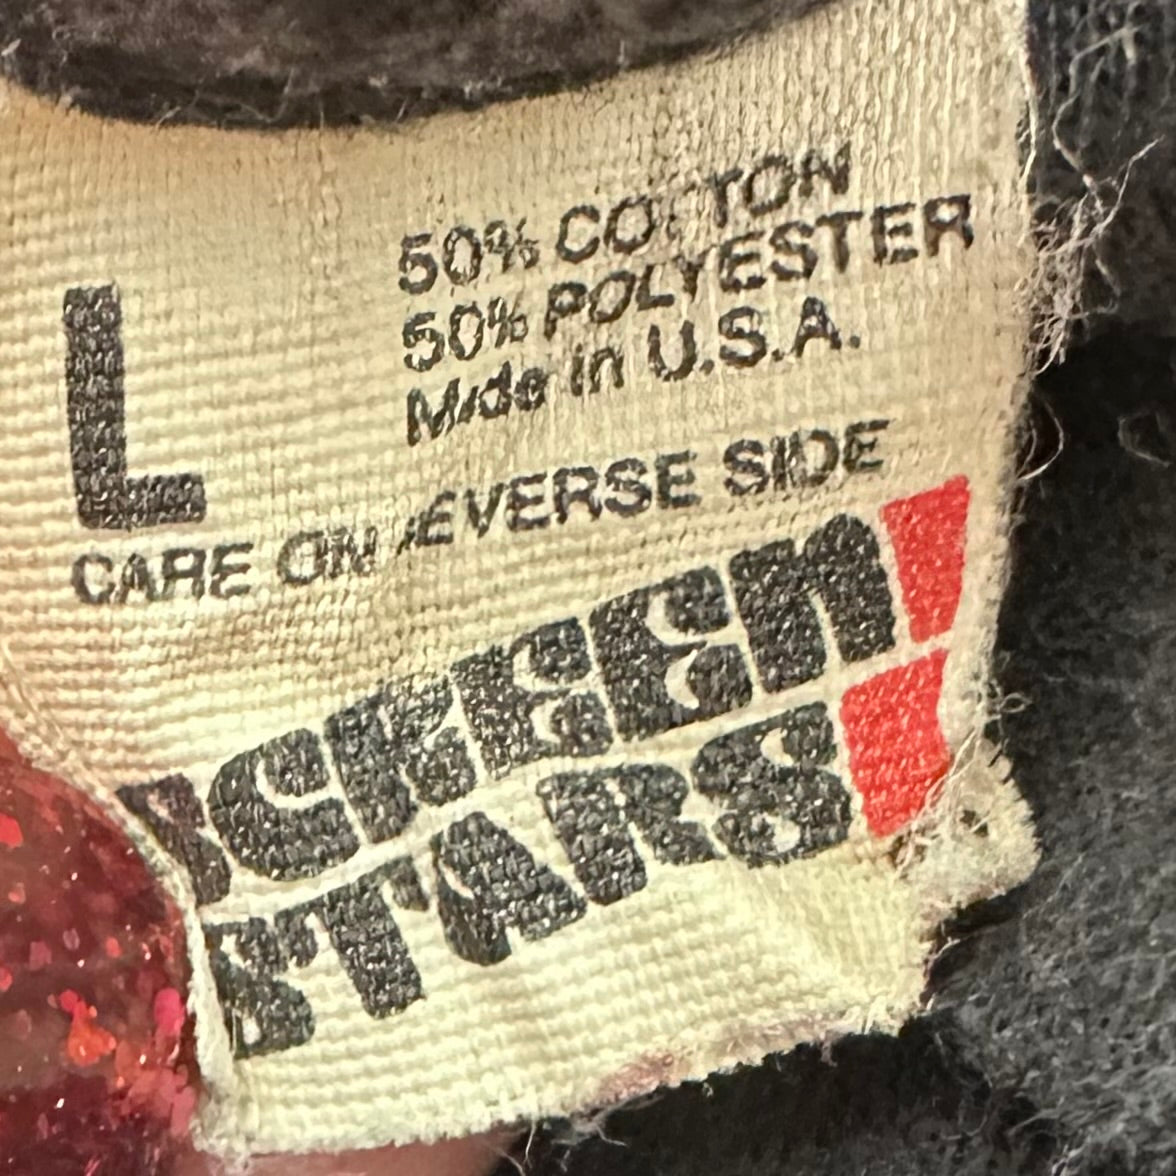 L
50% COTTON
50% POLYESTER
Made in U.S.A.
CARE ON REVERSE SIDE
SCREEN
STARS